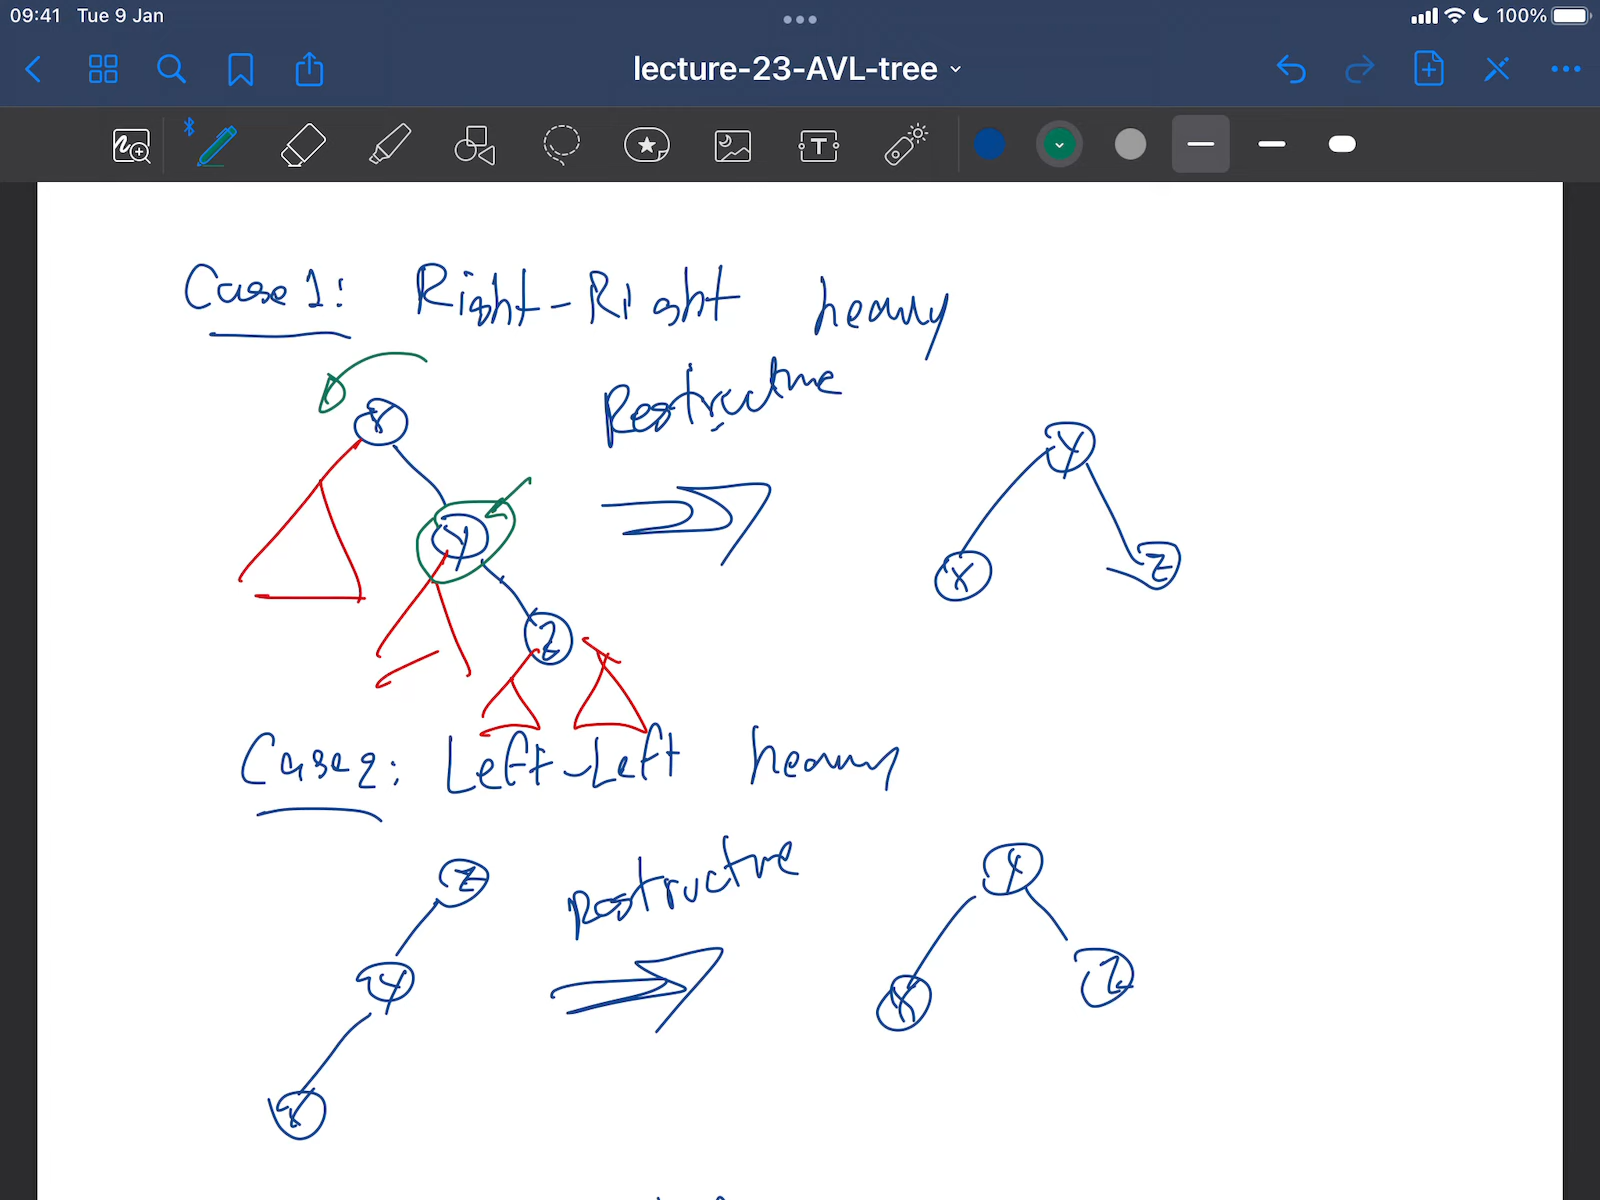 09:41 Tue 9 Jan
100%
lecture-23-AVL-tree
T
Case 1: Right-Right heavy
Restructure
X
Y
Y
X
Z
Z
Case 2: Left-Left heavy
Restructure
Z
Y
Y
Z
X
X